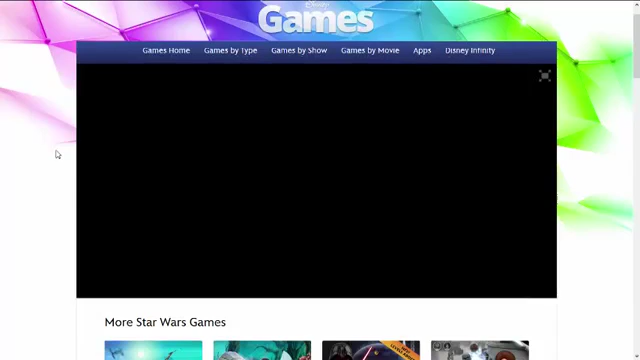 Disney
Games
Games Home Games by Type Games by Show Games by Movie Apps Disney Infinity
More Star Wars Games